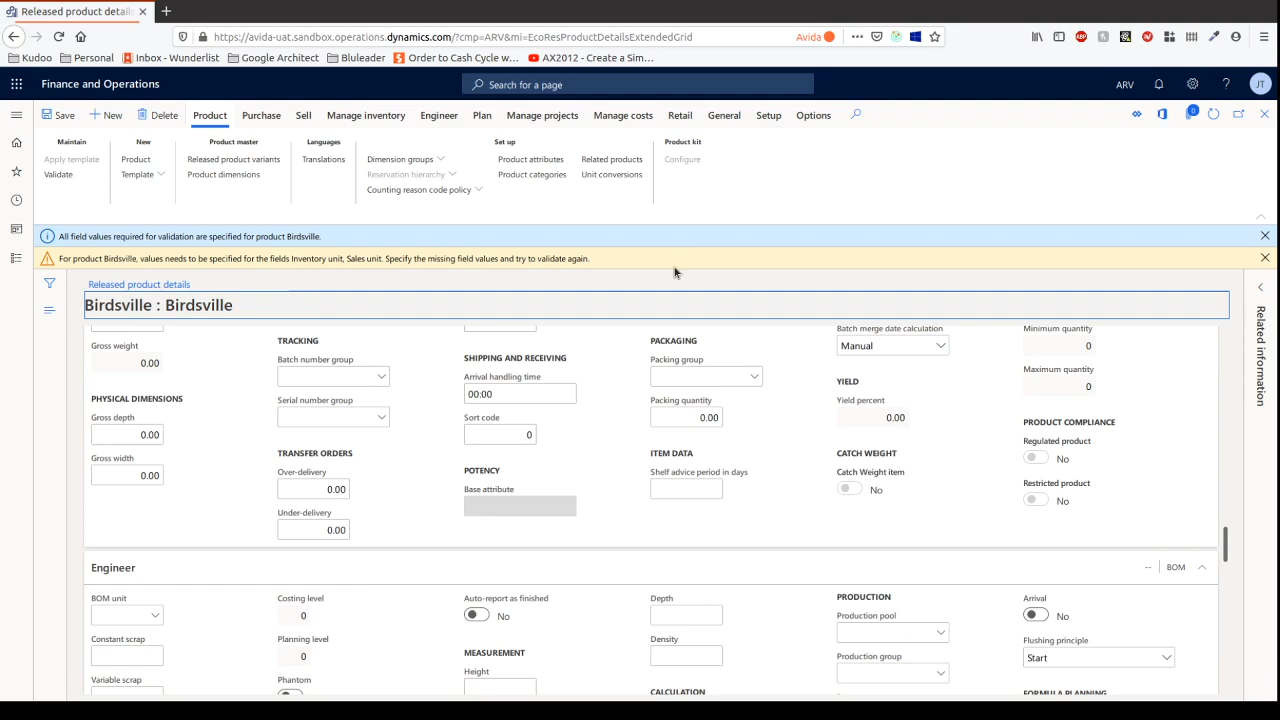 Released product details
https://avida-uat.sandbox.operations.dynamics.com/?cmp=ARV&mi=EcoResProductDetailsExtendedGrid
Avida
Kudoo
Personal
Inbox - Wunderlist
Google Architect
Bluleader
Order to Cash Cycle w...
AX2012 - Create a Sim...
Finance and Operations
Search for a page
ARV
JT
Save
New
Delete
Product
Purchase
Sell
Manage inventory
Engineer
Plan
Manage projects
Manage costs
Retail
General
Setup
Options
0
Maintain
Apply template
Validate
New
Product
Template
Product master
Released product variants
Product dimensions
Languages
Translations
Set up
Dimension groups
Reservation hierarchy
Counting reason code policy
Product attributes
Product categories
Related products
Unit conversions
Product kit
Configure
All field values required for validation are specified for product Birdsville.
For product Birdsville, values needs to be specified for the fields Inventory unit, Sales unit. Specify the missing field values and try to validate again.
Released product details
Birdsville : Birdsville
Related information
Gross weight
0.00
PHYSICAL DIMENSIONS
Gross depth
0.00
Gross width
0.00
TRACKING
Batch number group
Serial number group
TRANSFER ORDERS
Over-delivery
0.00
Under-delivery
0.00
SHIPPING AND RECEIVING
Arrival handling time
00:00
Sort code
0
POTENCY
Base attribute
PACKAGING
Packing group
Packing quantity
0.00
ITEM DATA
Shelf advice period in days
Batch merge date calculation
Manual
YIELD
Yield percent
0.00
CATCH WEIGHT
Catch Weight item
No
Minimum quantity
0
Maximum quantity
0
PRODUCT COMPLIANCE
Regulated product
No
Restricted product
No
Engineer
--
BOM
BOM unit
Constant scrap
Variable scrap
Costing level
0
Planning level
0
Phantom
Auto-report as finished
No
MEASUREMENT
Height
Depth
Density
CALCULATION
PRODUCTION
Production pool
Production group
Arrival
No
Flushing principle
Start
FORMULA PLANNING